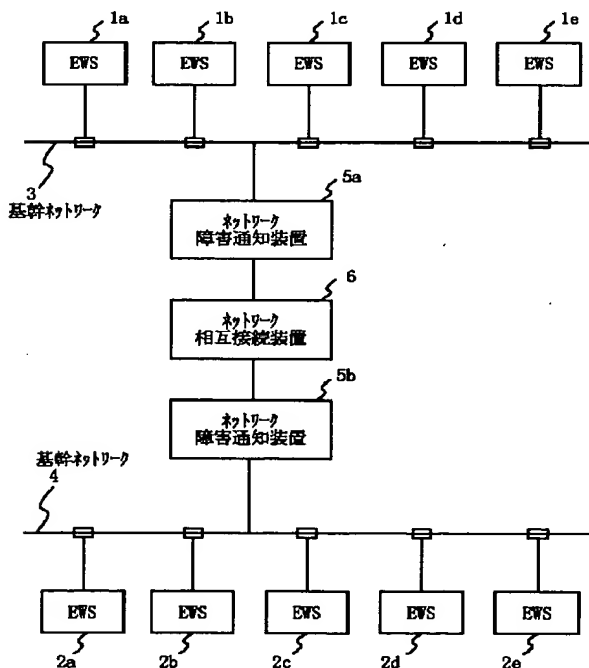 1a 1b 1c 1d 1e
EWS EWS EWS EWS EWS
3
基幹ネットワーク
5a
ネットワーク
障害通知装置
6
ネットワーク
相互接続装置
5b
ネットワーク
障害通知装置
基幹ネットワーク
4
EWS EWS EWS EWS EWS
2a 2b 2c 2d 2e